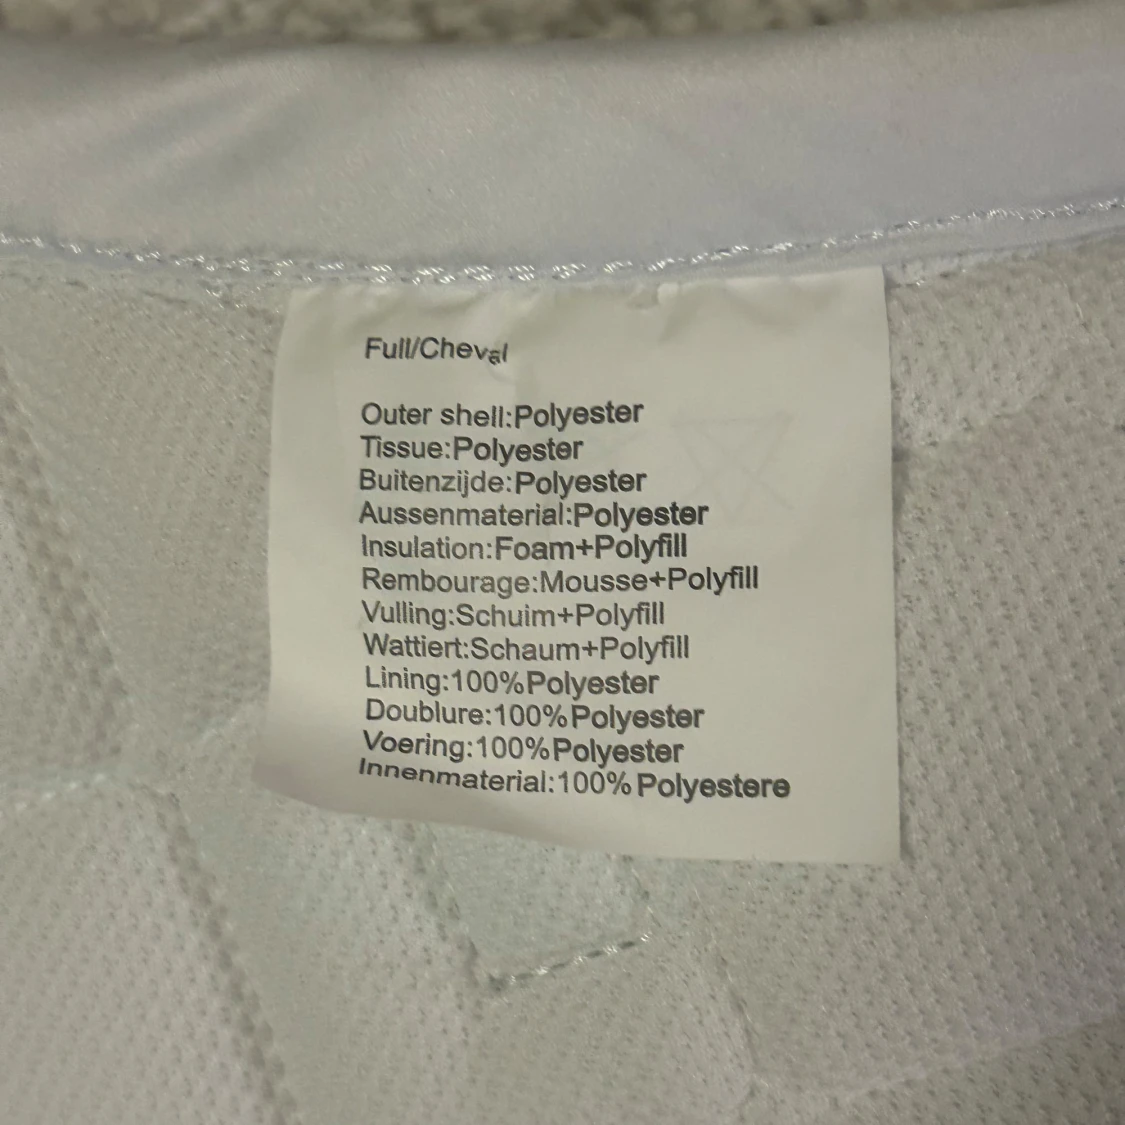 Full/Cheval
Outer shell:Polyester
Tissue:Polyester
Buitenzijde:Polyester
Aussenmaterial:Polyester
Insulation:Foam+Polyfill
Rembourage:Mousse+Polyfill
Vulling:Schuim+Polyfill
Wattiert:Schaum+Polyfill
Lining:100%Polyester
Doublure:100%Polyester
Voering:100%Polyester
Innenmaterial:100% Polyestere